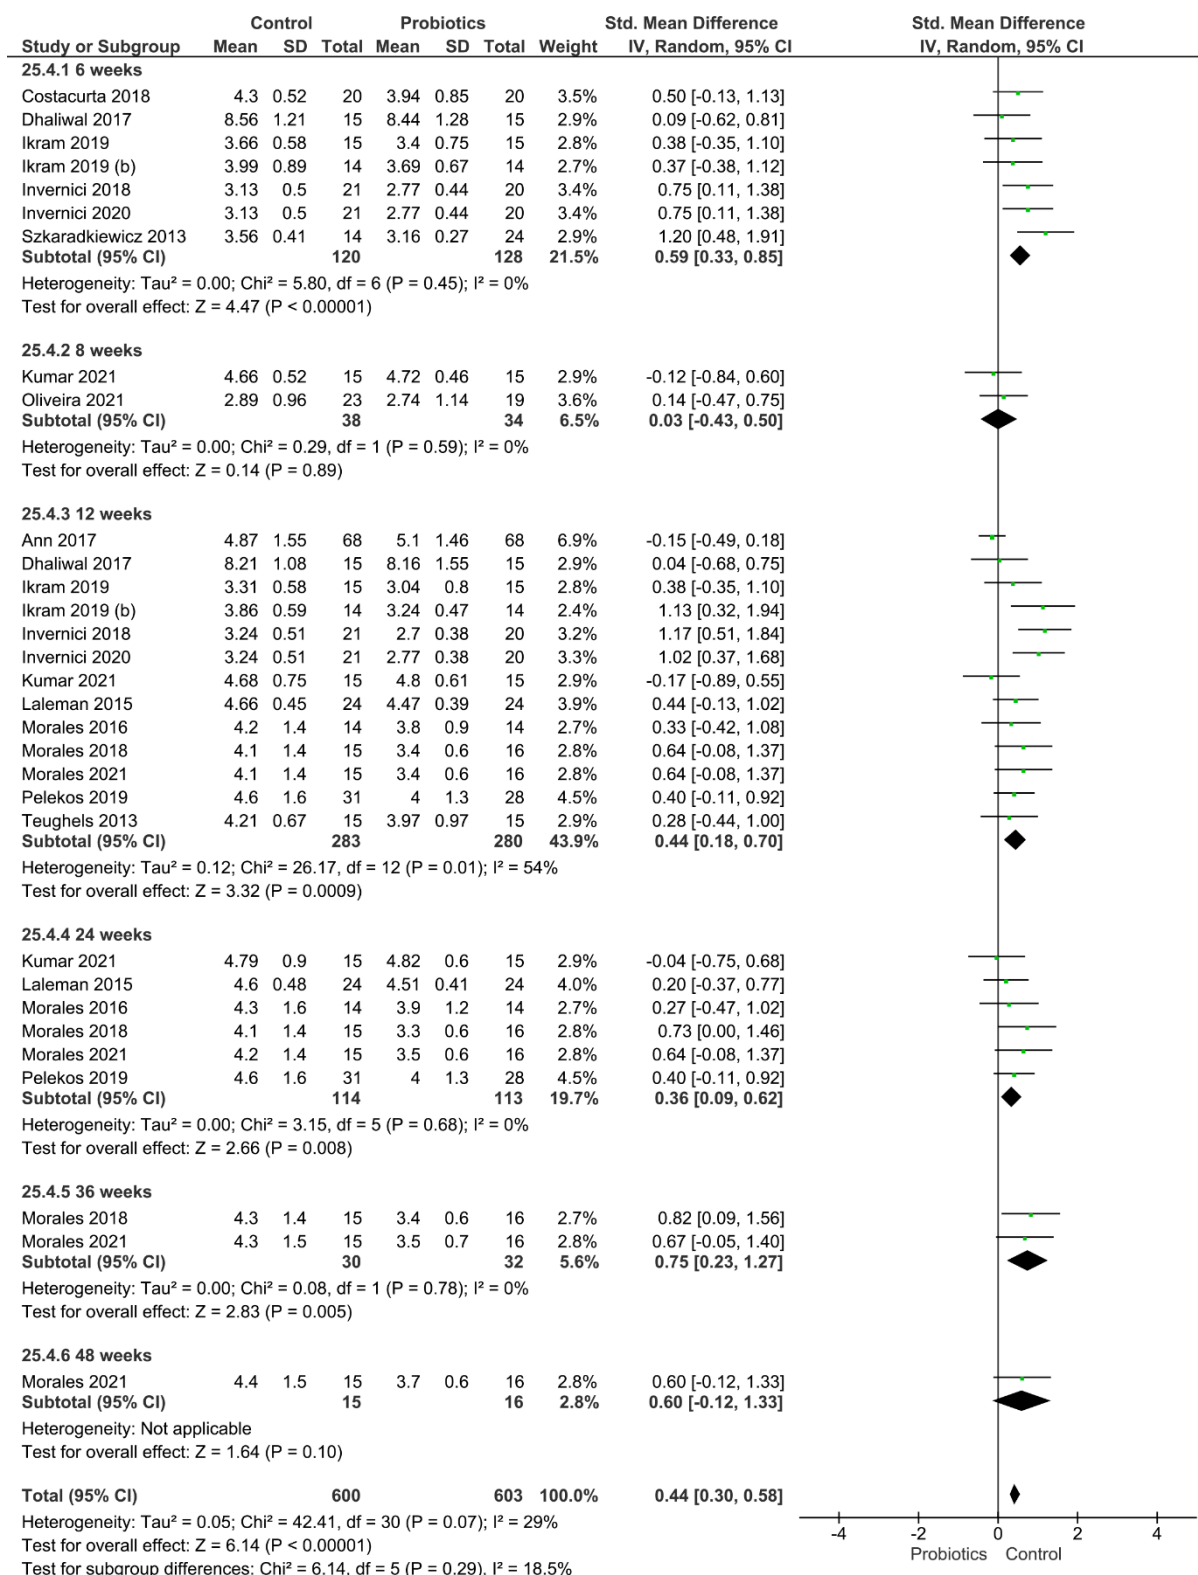 Control Probiotics Std. Mean Difference Std. Mean Difference
Study or Subgroup Mean SD Total Mean SD Total Weight IV, Random, 95% CI IV, Random, 95% CI
25.4.1 6 weeks
Costacurta 2018 4.3 0.52 20 3.94 0.85 20 3.5% 0.50 [-0.13, 1.13]
Dhaliwal 2017 8.56 1.21 15 8.44 1.28 15 2.9% 0.09 [-0.62, 0.81]
Ikram 2019 3.66 0.58 15 3.4 0.75 15 2.8% 0.38 [-0.35, 1.10]
Ikram 2019 (b) 3.99 0.89 14 3.69 0.67 14 2.7% 0.37 [-0.38, 1.12]
Invernici 2018 3.13 0.5 21 2.77 0.44 20 3.4% 0.75 [0.11, 1.38]
Invernici 2020 3.13 0.5 21 2.77 0.44 20 3.4% 0.75 [0.11, 1.38]
Szkaradkiewicz 2013 3.56 0.41 14 3.16 0.27 24 2.9% 1.20 [0.48, 1.91]
Subtotal (95% CI) 120 128 21.5% 0.59 [0.33, 0.85]
Heterogeneity: Tau² = 0.00; Chi² = 5.80, df = 6 (P = 0.45); I² = 0%
Test for overall effect: Z = 4.47 (P < 0.00001)
25.4.2 8 weeks
Kumar 2021 4.66 0.52 15 4.72 0.46 15 2.9% -0.12 [-0.84, 0.60]
Oliveira 2021 2.89 0.96 23 2.74 1.14 19 3.6% 0.14 [-0.47, 0.75]
Subtotal (95% CI) 38 34 6.5% 0.03 [-0.43, 0.50]
Heterogeneity: Tau² = 0.00; Chi² = 0.29, df = 1 (P = 0.59); I² = 0%
Test for overall effect: Z = 0.14 (P = 0.89)
25.4.3 12 weeks
Ann 2017 4.87 1.55 68 5.1 1.46 68 6.9% -0.15 [-0.49, 0.18]
Dhaliwal 2017 8.21 1.08 15 8.16 1.55 15 2.9% 0.04 [-0.68, 0.75]
Ikram 2019 3.31 0.58 15 3.04 0.8 15 2.8% 0.38 [-0.35, 1.10]
Ikram 2019 (b) 3.86 0.59 14 3.24 0.47 14 2.4% 1.13 [0.32, 1.94]
Invernici 2018 3.24 0.51 21 2.7 0.38 20 3.2% 1.17 [0.51, 1.84]
Invernici 2020 3.24 0.51 21 2.77 0.38 20 3.3% 1.02 [0.37, 1.68]
Kumar 2021 4.68 0.75 15 4.8 0.61 15 2.9% -0.17 [-0.89, 0.55]
Laleman 2015 4.66 0.45 24 4.47 0.39 24 3.9% 0.44 [-0.13, 1.02]
Morales 2016 4.2 1.4 14 3.8 0.9 14 2.7% 0.33 [-0.42, 1.08]
Morales 2018 4.1 1.4 15 3.4 0.6 16 2.8% 0.64 [-0.08, 1.37]
Morales 2021 4.1 1.4 15 3.4 0.6 16 2.8% 0.64 [-0.08, 1.37]
Pelekos 2019 4.6 1.6 31 4 1.3 28 4.5% 0.40 [-0.11, 0.92]
Teughels 2013 4.21 0.67 15 3.97 0.97 15 2.9% 0.28 [-0.44, 1.00]
Subtotal (95% CI) 283 280 43.9% 0.44 [0.18, 0.70]
Heterogeneity: Tau² = 0.12; Chi² = 26.17, df = 12 (P = 0.01); I² = 54%
Test for overall effect: Z = 3.32 (P = 0.0009)
25.4.4 24 weeks
Kumar 2021 4.79 0.9 15 4.82 0.6 15 2.9% -0.04 [-0.75, 0.68]
Laleman 2015 4.6 0.48 24 4.51 0.41 24 4.0% 0.20 [-0.37, 0.77]
Morales 2016 4.3 1.6 14 3.9 1.2 14 2.7% 0.27 [-0.47, 1.02]
Morales 2018 4.1 1.4 15 3.3 0.6 16 2.8% 0.73 [0.00, 1.46]
Morales 2021 4.2 1.4 15 3.5 0.6 16 2.8% 0.64 [-0.08, 1.37]
Pelekos 2019 4.6 1.6 31 4 1.3 28 4.5% 0.40 [-0.11, 0.92]
Subtotal (95% CI) 114 113 19.7% 0.36 [0.09, 0.62]
Heterogeneity: Tau² = 0.00; Chi² = 3.15, df = 5 (P = 0.68); I² = 0%
Test for overall effect: Z = 2.66 (P = 0.008)
25.4.5 36 weeks
Morales 2018 4.3 1.4 15 3.4 0.6 16 2.7% 0.82 [0.09, 1.56]
Morales 2021 4.3 1.5 15 3.5 0.7 16 2.8% 0.67 [-0.05, 1.40]
Subtotal (95% CI) 30 32 5.6% 0.75 [0.23, 1.27]
Heterogeneity: Tau² = 0.00; Chi² = 0.08, df = 1 (P = 0.78); I² = 0%
Test for overall effect: Z = 2.83 (P = 0.005)
25.4.6 48 weeks
Morales 2021 4.4 1.5 15 3.7 0.6 16 2.8% 0.60 [-0.12, 1.33]
Subtotal (95% CI) 15 16 2.8% 0.60 [-0.12, 1.33]
Heterogeneity: Not applicable
Test for overall effect: Z = 1.64 (P = 0.10)
Total (95% CI) 600 603 100.0% 0.44 [0.30, 0.58]
Heterogeneity: Tau² = 0.05; Chi² = 42.41, df = 30 (P = 0.07); I² = 29%
Test for overall effect: Z = 6.14 (P < 0.00001)
Test for subgroup differences: Chi² = 6.14, df = 5 (P = 0.29), I² = 18.5%
-4 -2 0 2 4
Probiotics Control